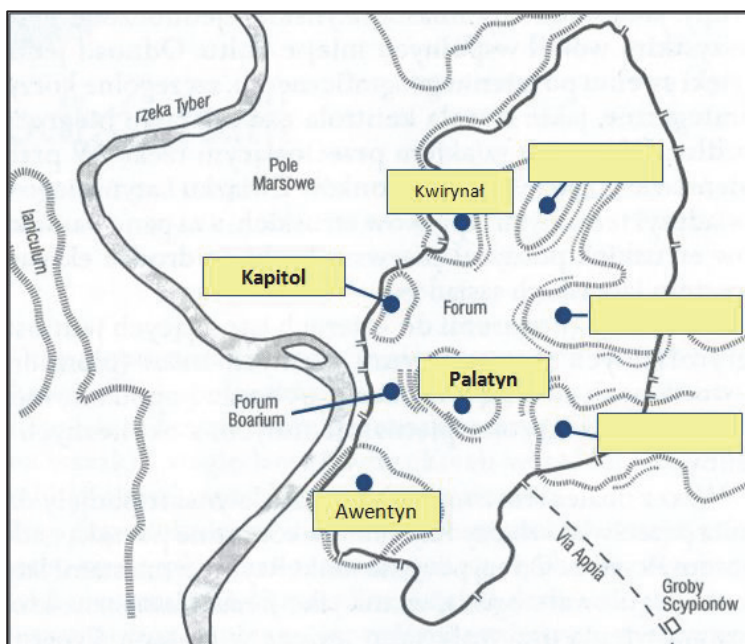 rzeka Tyber
Pole
Marsowe
Ianiculum
Kwirynał
Kapitol
Forum
Forum
Boarium
Palatyn
Awentyn
Via Appia
Groby
Scypionów